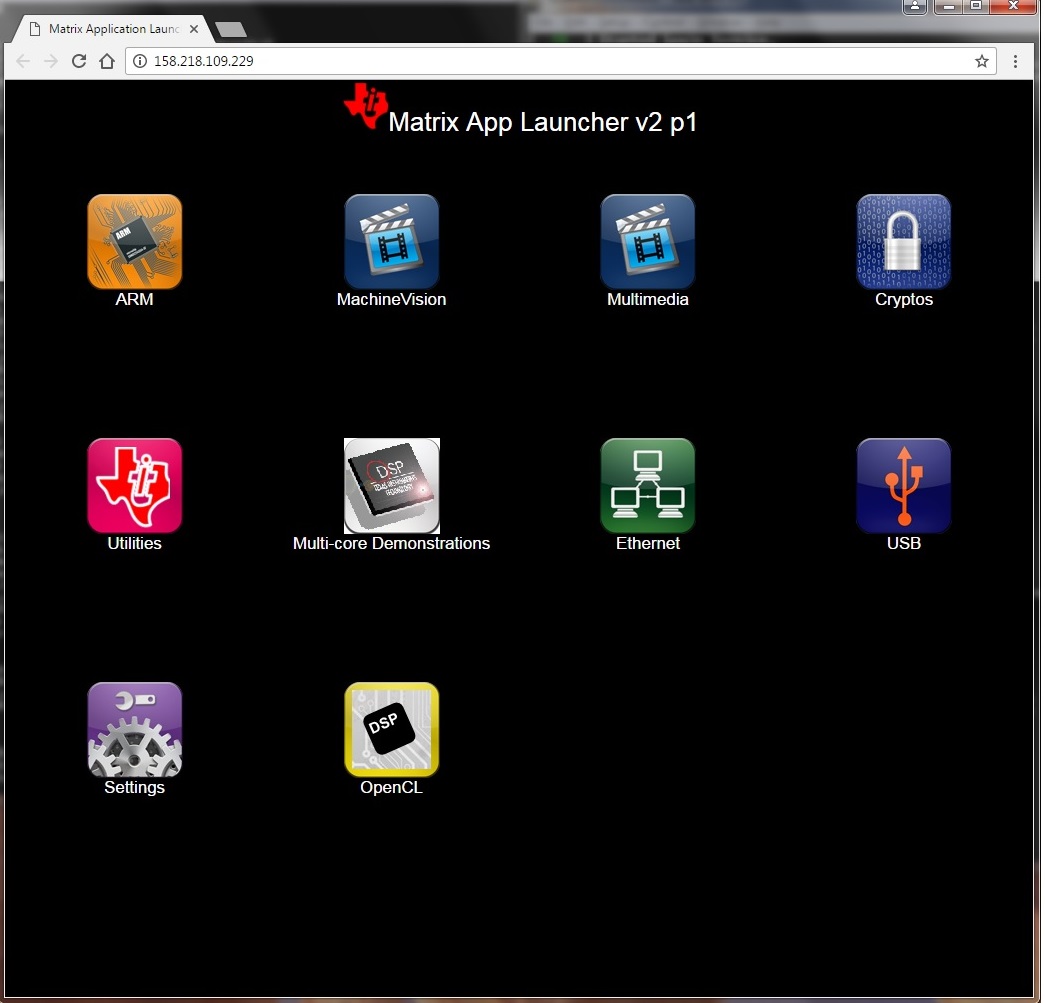 Matrix Application Launc
158.218.109.229
Matrix App Launcher v2 p1
ARM
ARM
MachineVision
Multimedia
Cryptos
DSP
Utilities
Multi-core Demonstrations
Ethernet
USB
DSP
Settings
OpenCL